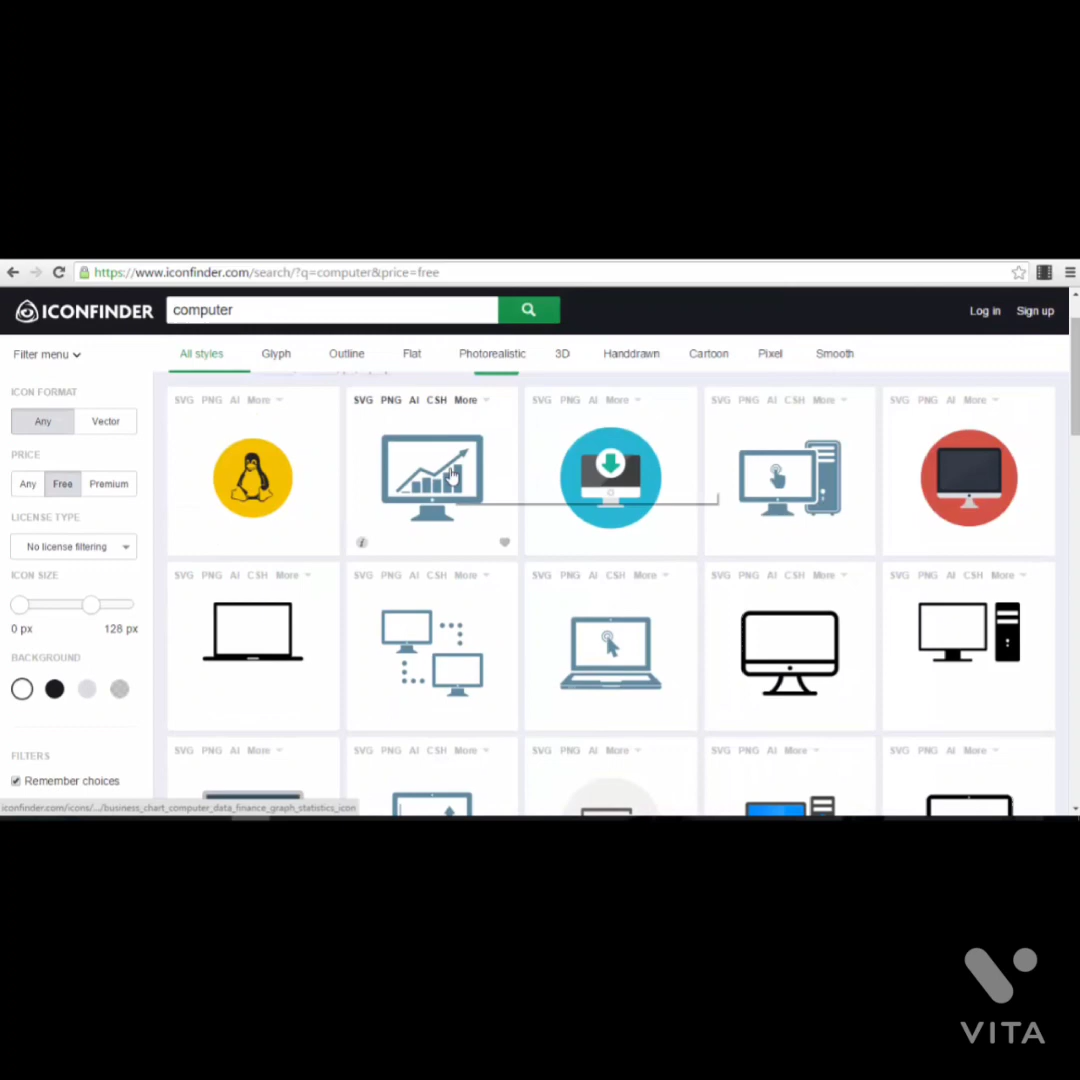 https://www.iconfinder.com/search/?q=computer&price=free
ICONFINDER
computer
Log in
Sign up
Filter menu
All styles
Glyph
Outline
Flat
Photorealistic
3D
Handdrawn
Cartoon
Pixel
Smooth
ICON FORMAT
Any
Vector
PRICE
Any
Free
Premium
LICENSE TYPE
No license filtering
ICON SIZE
0 px
128 px
BACKGROUND
FILTERS
Remember choices
SVG PNG AI More
SVG PNG AI CSH More
SVG PNG AI More
SVG PNG AI CSH More
SVG PNG AI More
SVG PNG AI CSH More
SVG PNG AI CSH More
SVG PNG AI CSH More
SVG PNG AI CSH More
SVG PNG AI CSH More
SVG PNG AI More
SVG PNG AI CSH More
SVG PNG AI More
SVG PNG AI More
SVG PNG AI More
iconfinder.com/icons/.../business_chart_computer_data_finance_graph_statistics_icon
VITA